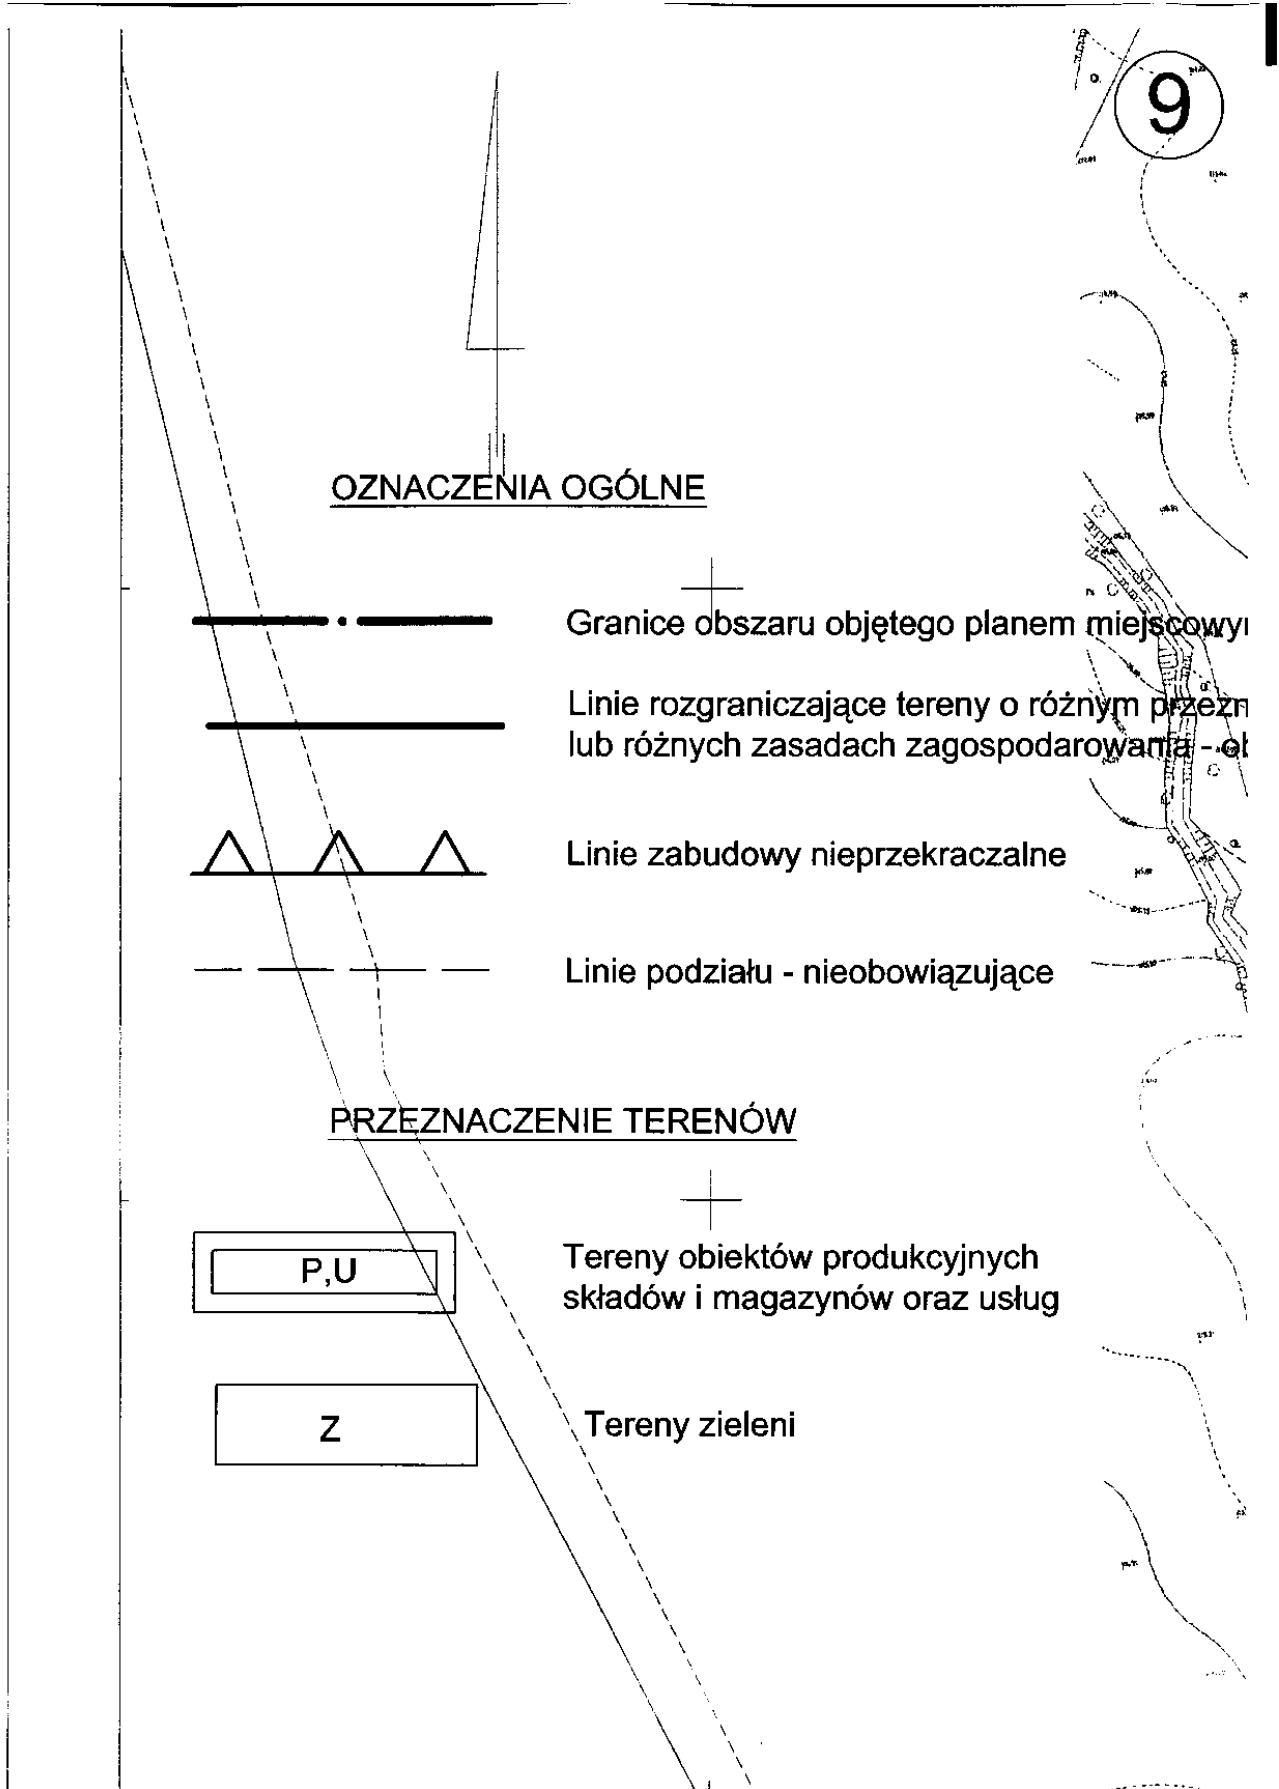 9
OZNACZENIA OGÓLNE
Granice obszaru objętego planem miejscowy
Linie rozgraniczające tereny o różnym przezn
lub różnych zasadach zagospodarowania - ob
Linie zabudowy nieprzekraczalne
Linie podziału - nieobowiązujące
PRZEZNACZENIE TERENÓW
P,U
Tereny obiektów produkcyjnych
składów i magazynów oraz usług
Z
Tereny zieleni